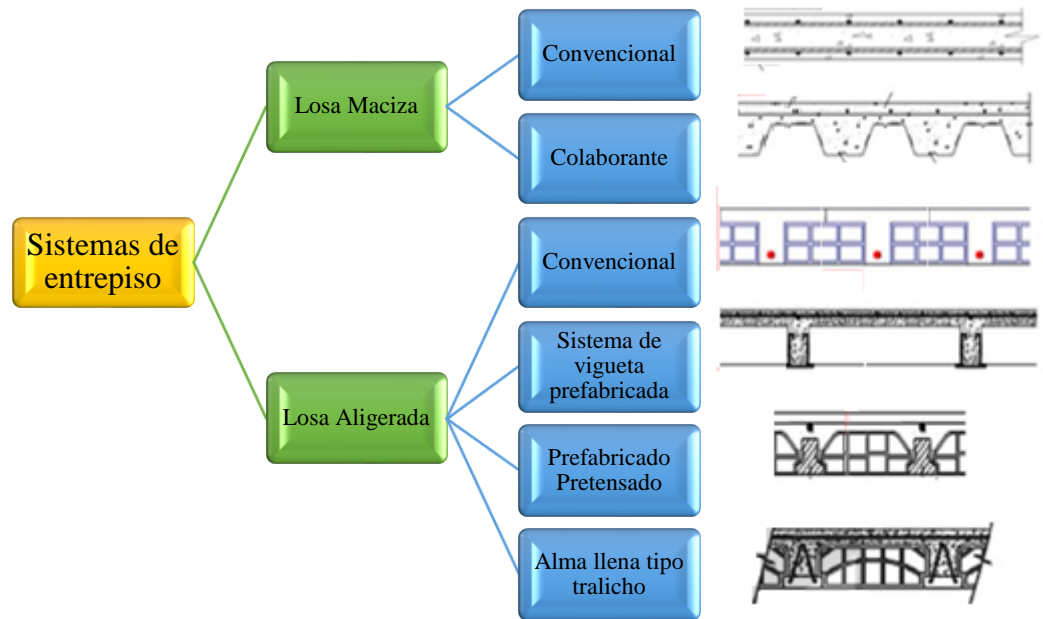 Sistemas de
entrepiso
Losa Maciza
Convencional
Colaborante
Losa Aligerada
Convencional
Sistema de
vigueta
prefabricada
Prefabricado
Pretensado
Alma llena tipo
tralicho